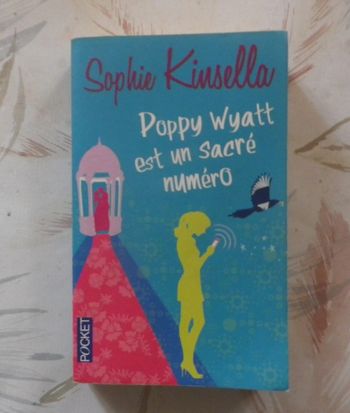 Sophie Kinsella
Poppy Wyatt
est un sacré
numéro
POCKET